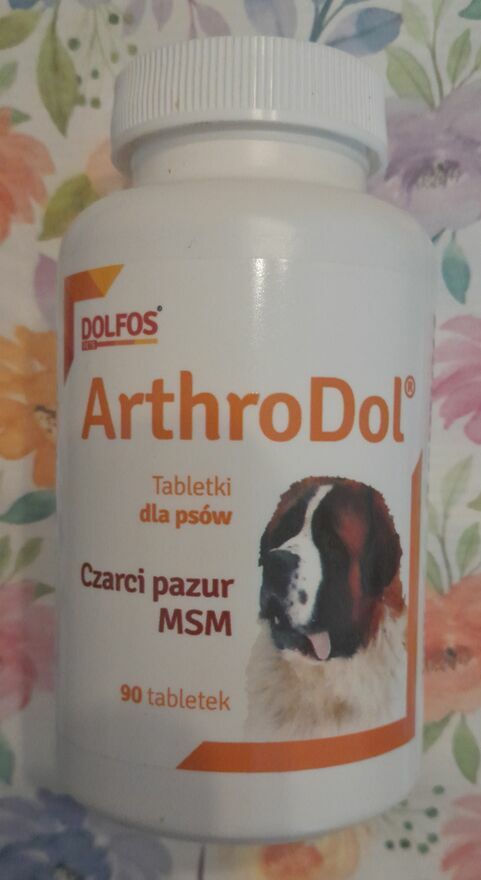 DOLFOS
ArthroDol®
Tabletki
dla psów
Czarci pazur
MSM
90 tabletek